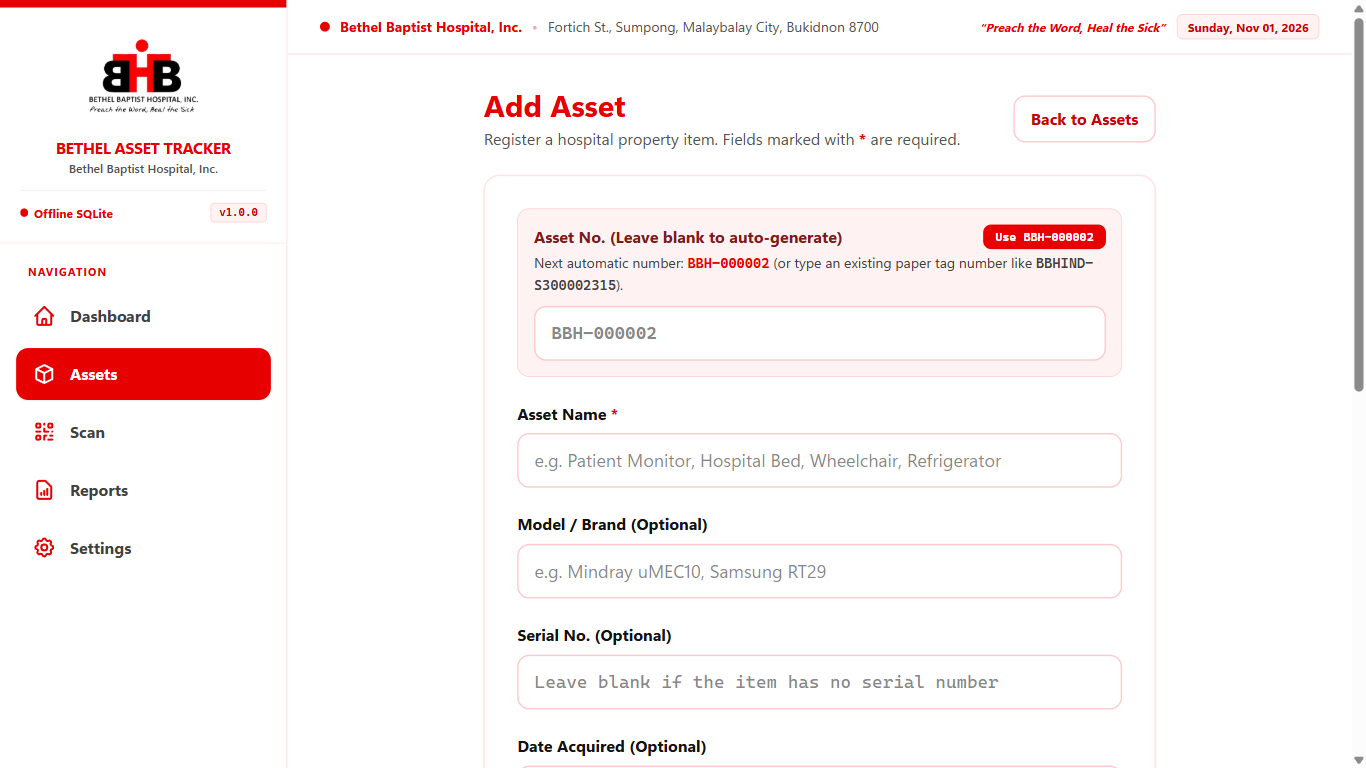 BHB
BETHEL BAPTIST HOSPITAL, INC.
Preach the Word, Heal the Sick
BETHEL ASSET TRACKER
Bethel Baptist Hospital, Inc.
Offline SQLite
v1.0.0
NAVIGATION
Dashboard
Assets
Scan
Reports
Settings
Bethel Baptist Hospital, Inc. • Fortich St., Sumpong, Malaybalay City, Bukidnon 8700
“Preach the Word, Heal the Sick”
Sunday, Nov 01, 2026
Add Asset
Register a hospital property item. Fields marked with * are required.
Back to Assets
Asset No. (Leave blank to auto-generate)
Use BBH-000002
Next automatic number: BBH-000002 (or type an existing paper tag number like BBHIND-
S300002315).
BBH-000002
Asset Name *
e.g. Patient Monitor, Hospital Bed, Wheelchair, Refrigerator
Model / Brand (Optional)
e.g. Mindray uMEC10, Samsung RT29
Serial No. (Optional)
Leave blank if the item has no serial number
Date Acquired (Optional)